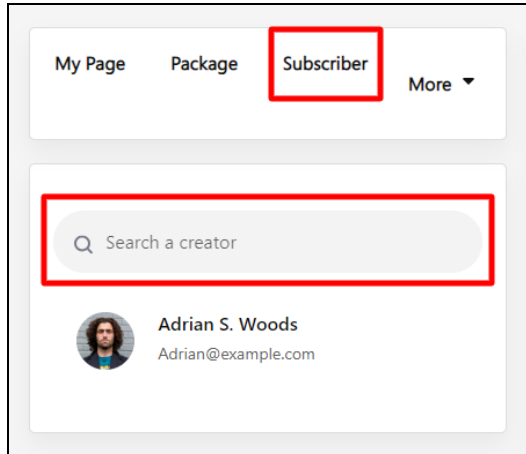 My Page Package Subscriber
More
Search a creator
Adrian S. Woods
Adrian@example.com